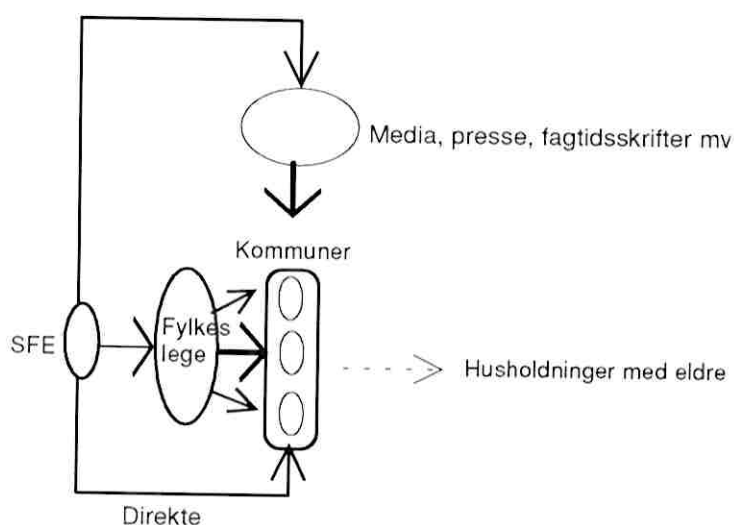 Media, presse, fagtidsskrifter mv
Kommuner
SFE
Fylkes
lege
Husholdninger med eldre
Direkte